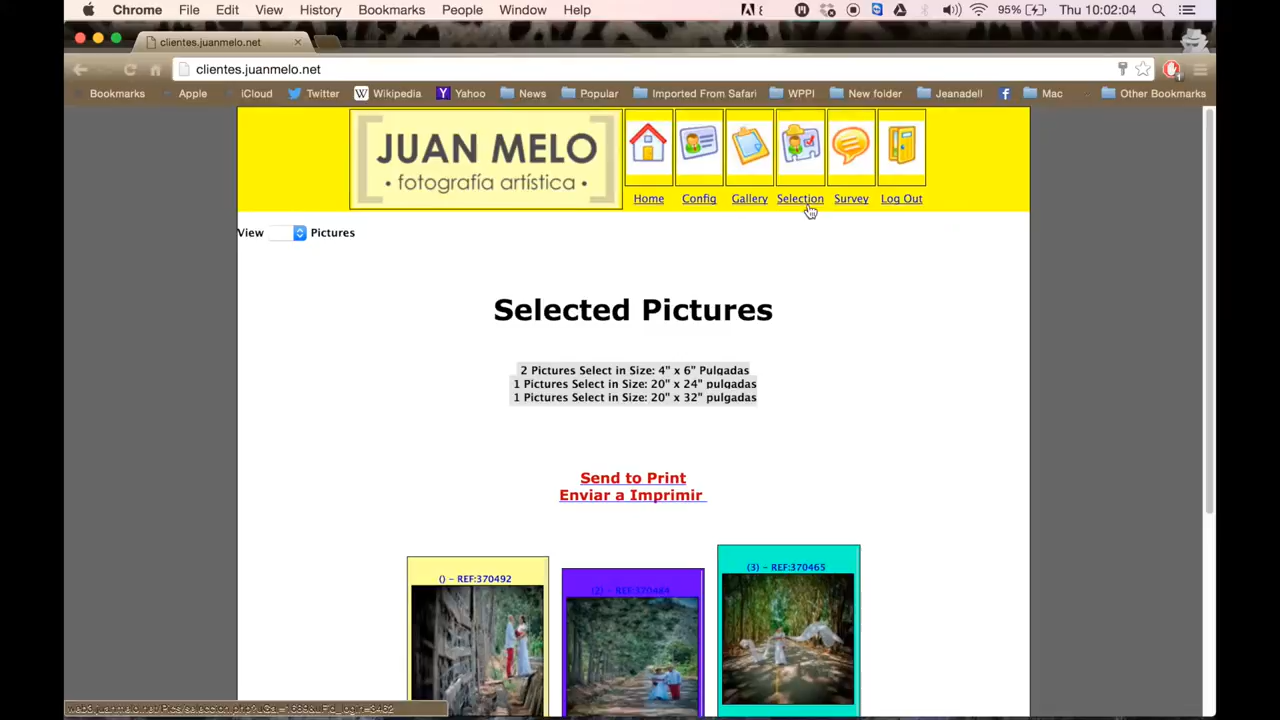 Chrome File Edit View History Bookmarks People Window Help 8 95% Thu 10:02:04
clientes.juanmelo.net
clientes.juanmelo.net
Bookmarks Apple iCloud Twitter Wikipedia Yahoo News Popular Imported From Safari WPPI New folder Jeanadell Mac Other Bookmarks
JUAN MELO
• fotografía artística •
Home Config Gallery Selection Survey Log Out
View Pictures
Selected Pictures
2 Pictures Select in Size: 4" x 6" Pulgadas
1 Pictures Select in Size: 20" x 24" pulgadas
1 Pictures Select in Size: 20" x 32" pulgadas
Send to Print
Enviar a Imprimir
() - REF:370492
(2) - REF:370484
(3) - REF:370465